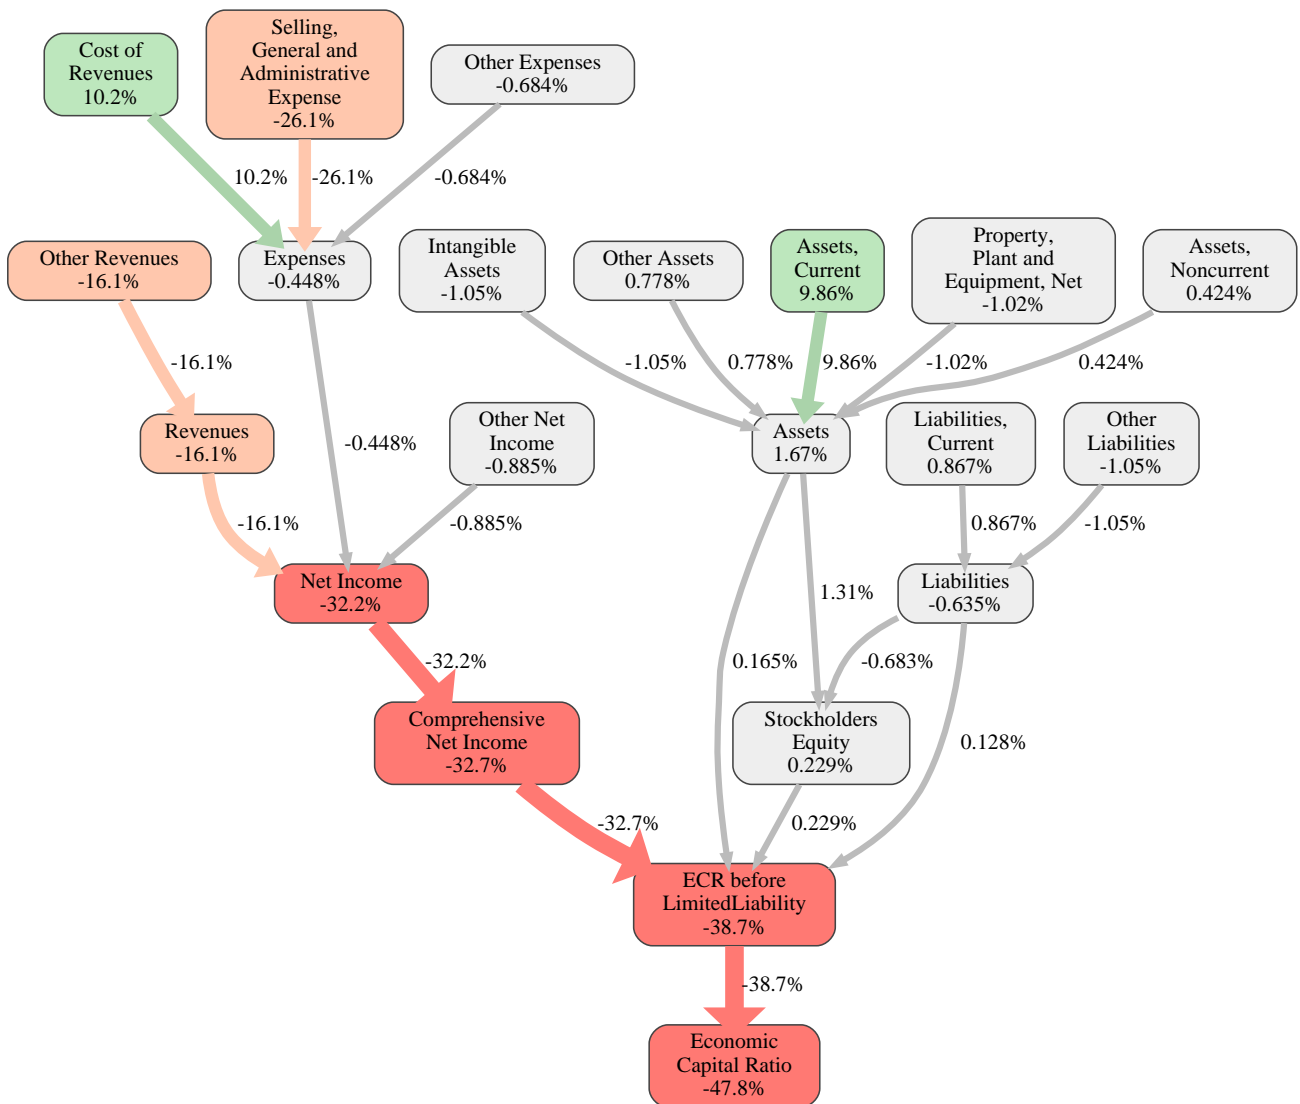 Cost of
Revenues
10.2%
Selling,
General and
Administrative
Expense
-26.1%
Other Expenses
-0.684%
10.2%
-26.1%
-0.684%
Other Revenues
-16.1%
Expenses
-0.448%
Intangible
Assets
-1.05%
Other Assets
0.778%
Assets,
Current
9.86%
Property,
Plant and
Equipment, Net
-1.02%
Assets,
Noncurrent
0.424%
-16.1%
-1.05%
0.778%
9.86%
-1.02%
0.424%
Revenues
-16.1%
-0.448%
Other Net
Income
-0.885%
Assets
1.67%
Liabilities,
Current
0.867%
Other
Liabilities
-1.05%
-16.1%
-0.885%
0.867%
-1.05%
Net Income
-32.2%
1.31%
Liabilities
-0.635%
-32.2%
0.165%
-0.683%
Comprehensive
Net Income
-32.7%
Stockholders
Equity
0.229%
0.128%
-32.7%
0.229%
ECR before
LimitedLiability
-38.7%
-38.7%
Economic
Capital Ratio
-47.8%